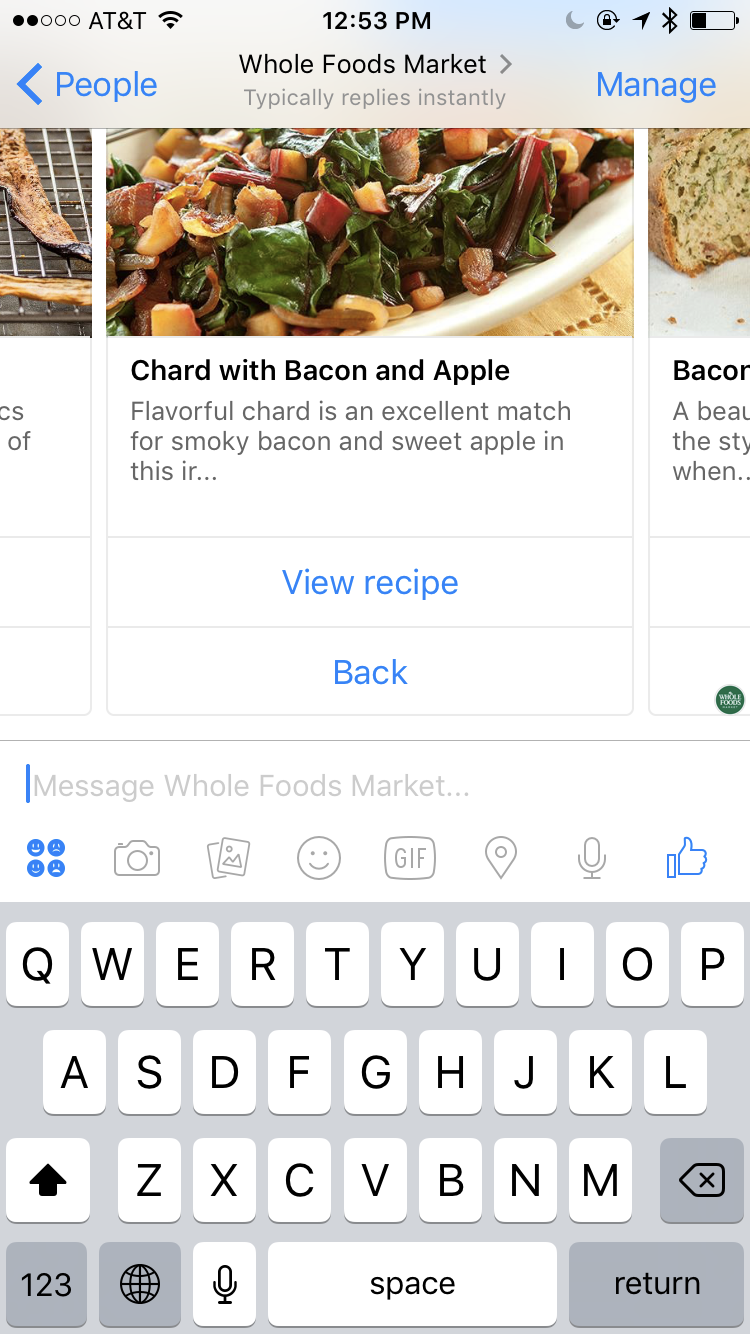 AT&T 12:53 PM
People Whole Foods Market Manage
Typically replies instantly
cs
of
Chard with Bacon and Apple
Flavorful chard is an excellent match
for smoky bacon and sweet apple in
this ir...
View recipe
Back
Bacon
A beau
the sty
when..
WHOLE
FOODS
MARKET
Message Whole Foods Market...
GIF
Q W E R T Y U I O P
A S D F G H J K L
Z X C V B N M
123 space return